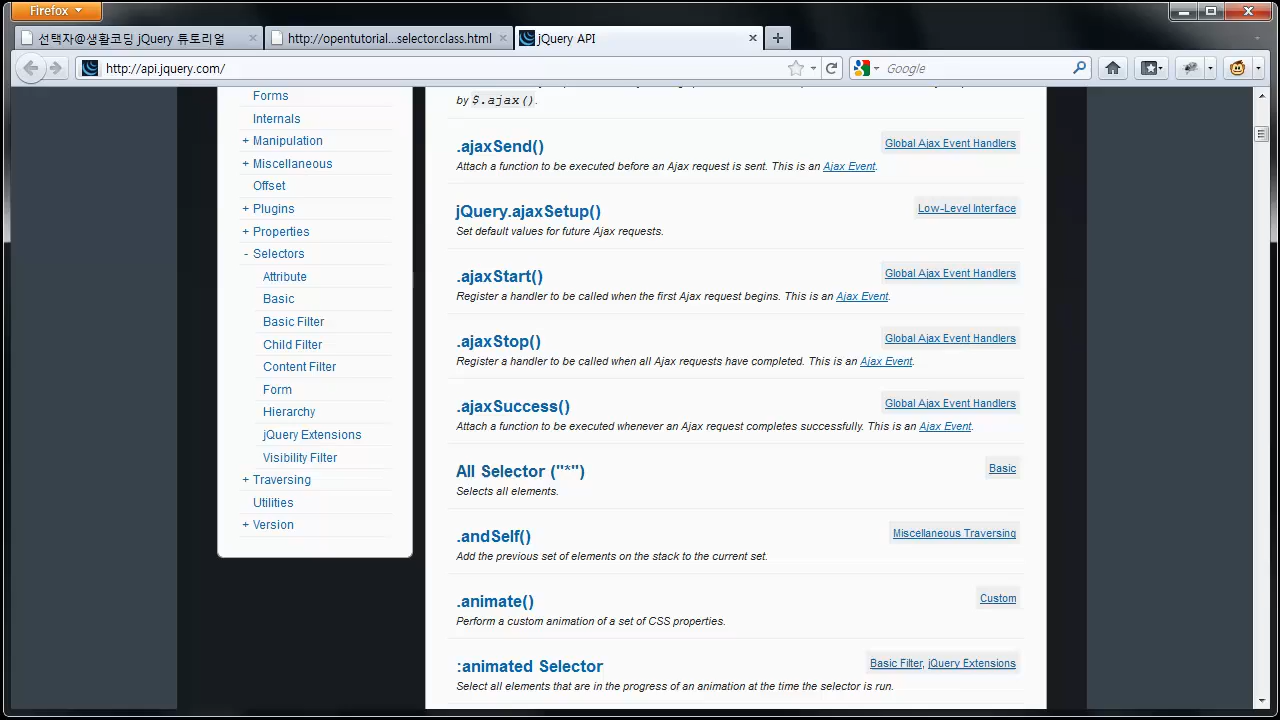 Firefox
선택자@생활코딩 jQuery 튜토리얼
http://opentutorial...selector.class.html
jQuery API
http://api.jquery.com/
Google
Forms
Internals
+ Manipulation
+ Miscellaneous
Offset
+ Plugins
+ Properties
- Selectors
Attribute
Basic
Basic Filter
Child Filter
Content Filter
Form
Hierarchy
jQuery Extensions
Visibility Filter
+ Traversing
Utilities
+ Version
by $.ajax().
.ajaxSend()
Global Ajax Event Handlers
Attach a function to be executed before an Ajax request is sent. This is an Ajax Event.
jQuery.ajaxSetup()
Low-Level Interface
Set default values for future Ajax requests.
.ajaxStart()
Global Ajax Event Handlers
Register a handler to be called when the first Ajax request begins. This is an Ajax Event.
.ajaxStop()
Global Ajax Event Handlers
Register a handler to be called when all Ajax requests have completed. This is an Ajax Event.
.ajaxSuccess()
Global Ajax Event Handlers
Attach a function to be executed whenever an Ajax request completes successfully. This is an Ajax Event.
All Selector ("*")
Basic
Selects all elements.
.andSelf()
Miscellaneous Traversing
Add the previous set of elements on the stack to the current set.
.animate()
Custom
Perform a custom animation of a set of CSS properties.
:animated Selector
Basic Filter, jQuery Extensions
Select all elements that are in the progress of an animation at the time the selector is run.